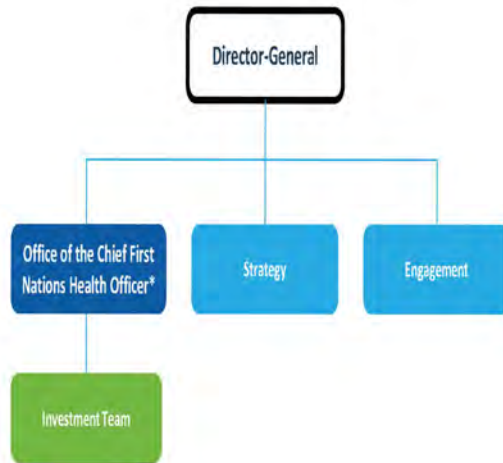 Director-General
Office of the Chief First
Nations Health Officer*
Strategy
Engagement
Investment Team